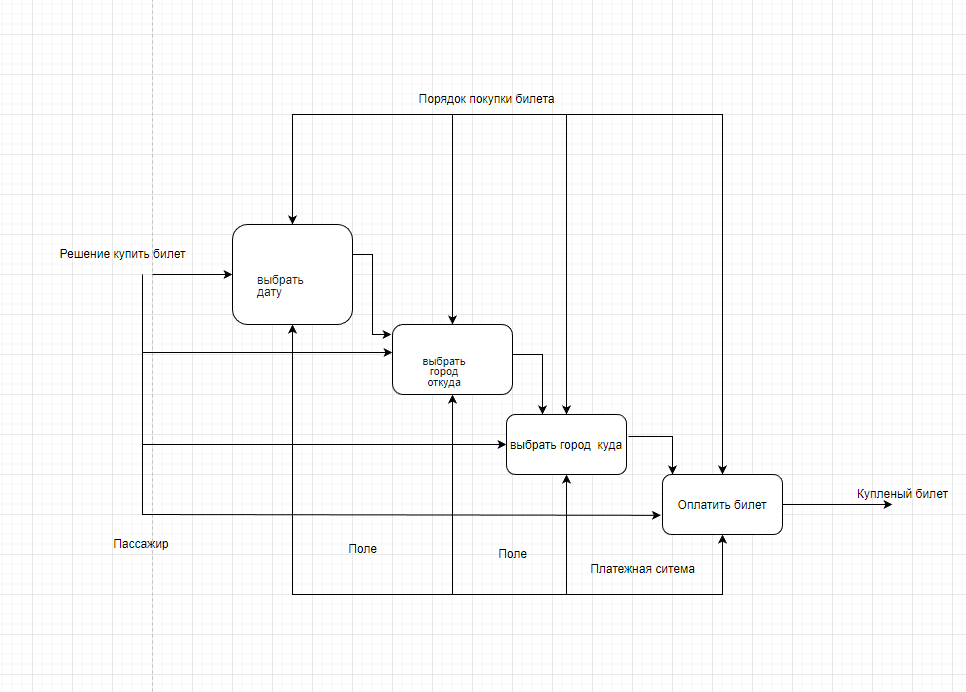 Порядок покупки билета
Решение купить билет
выбрать
дату
выбрать
город
откуда
выбрать город куда
Оплатить билет
Купленый билет
Пассажир
Поле
Поле
Платежная ситема